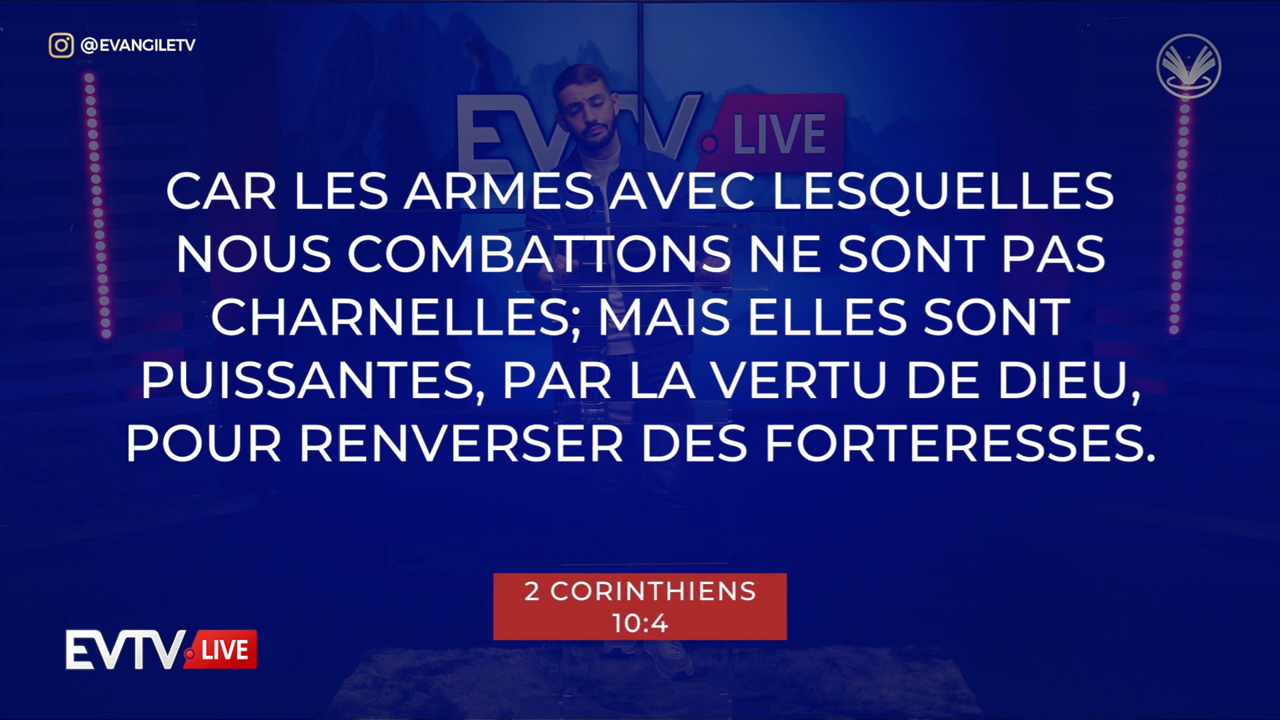 @EVANGILETV
EVTV LIVE
CAR LES ARMES AVEC LESQUELLES
NOUS COMBATTONS NE SONT PAS
CHARNELLES; MAIS ELLES SONT
PUISSANTES, PAR LA VERTU DE DIEU,
POUR RENVERSER DES FORTERESSES.
2 CORINTHIENS
10:4
EVTV LIVE